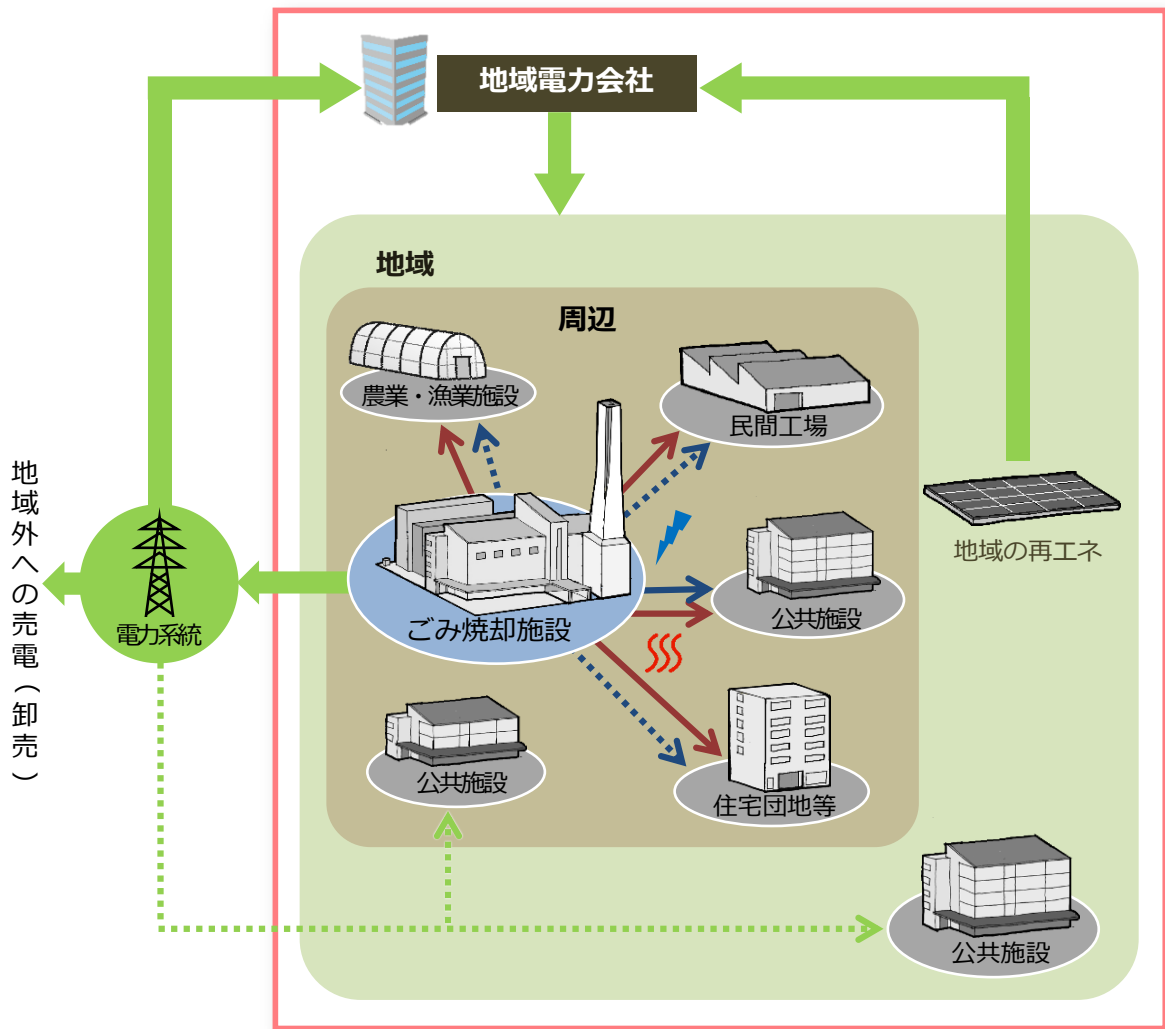 地域電力会社
地域
周辺
農業・漁業施設
民間工場
地域外への売電（卸売）
地域の再エネ
電力系統
ごみ焼却施設
公共施設
公共施設
住宅団地等
公共施設